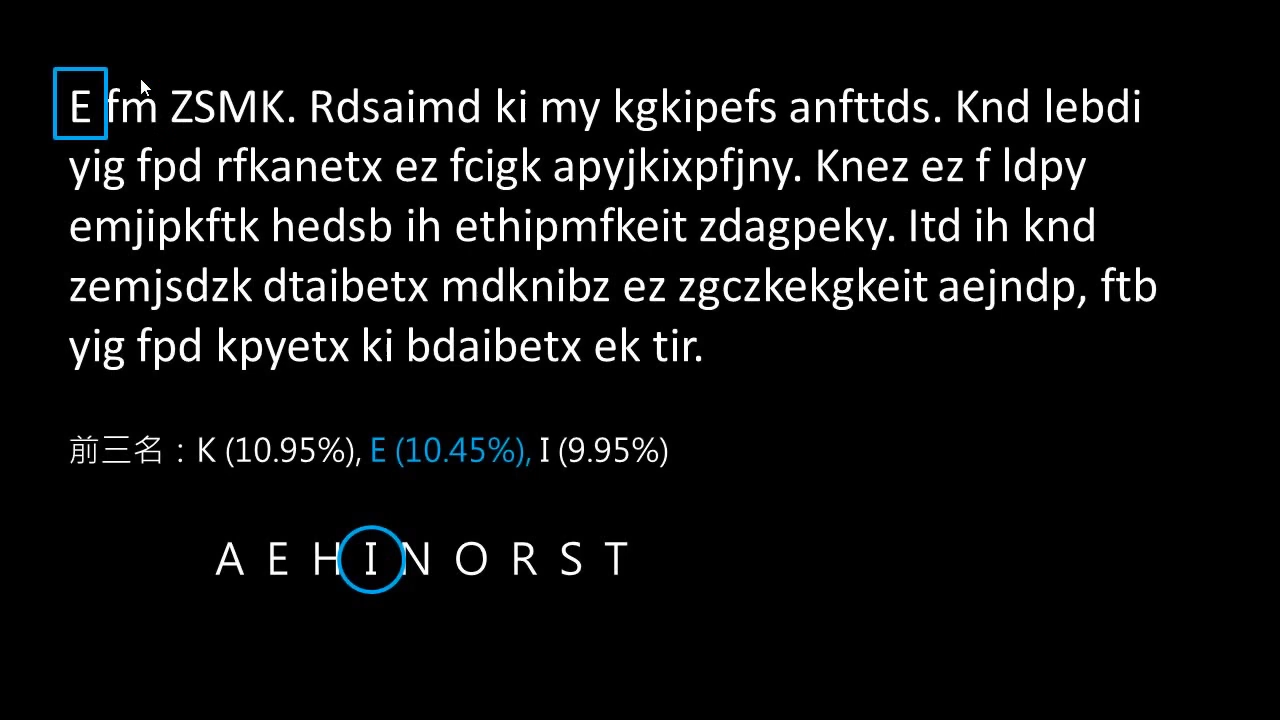 E fm ZSMK. Rdsaimd ki my kgkipefs anfttds. Knd lebdi
yig fpd rfkanetx ez fcigk apyjkixpfjny. Knez ez f ldpy
emjipkftk hedsb ih ethipmfkeit zdagpeky. Itd ih knd
zemjsdzk dtaibetx mdknibz ez zgczkekgkeit aejndp, ftb
yig fpd kpyetx ki bdaibetx ek tir.
前三名：K (10.95%), E (10.45%), I (9.95%)
A E H I N O R S T